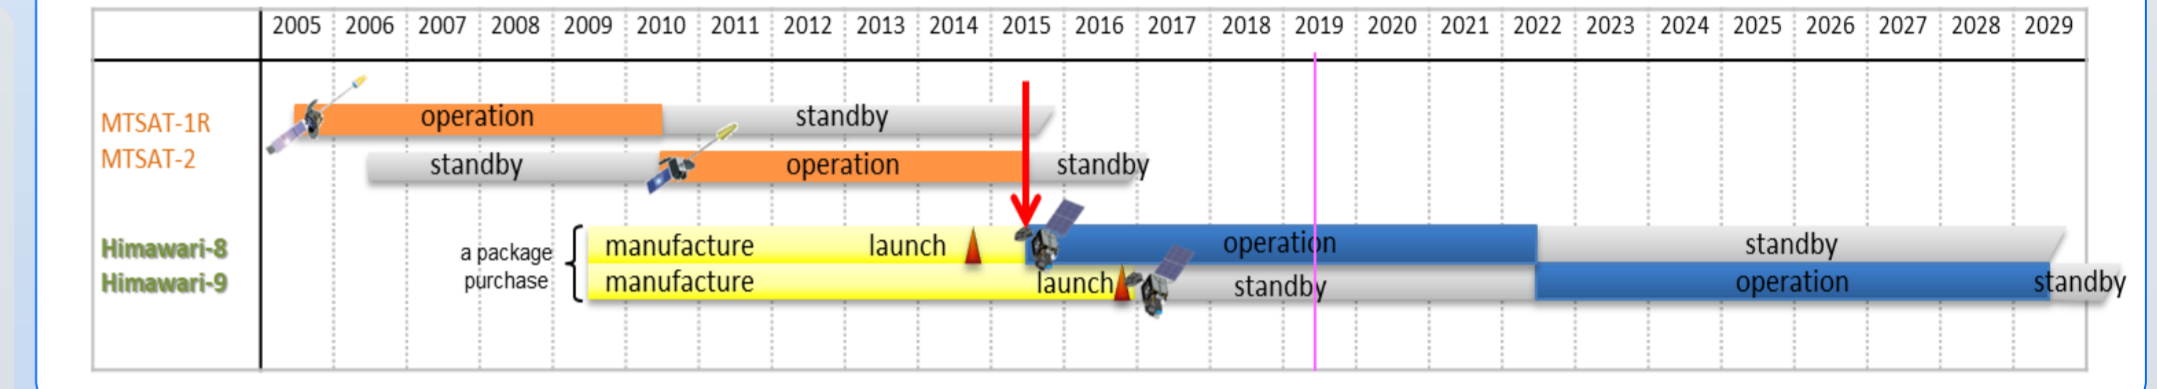 2005 2006 2007 2008 2009 2010 2011 2012 2013 2014 2015 2016 2017 2018 2019 2020 2021 2022 2023 2024 2025 2026 2027 2028 2029
MTSAT-1R operation standby
MTSAT-2 standby operation standby
Himawari-8 a package manufacture launch operation standby
Himawari-9 purchase manufacture launch standby operation standby